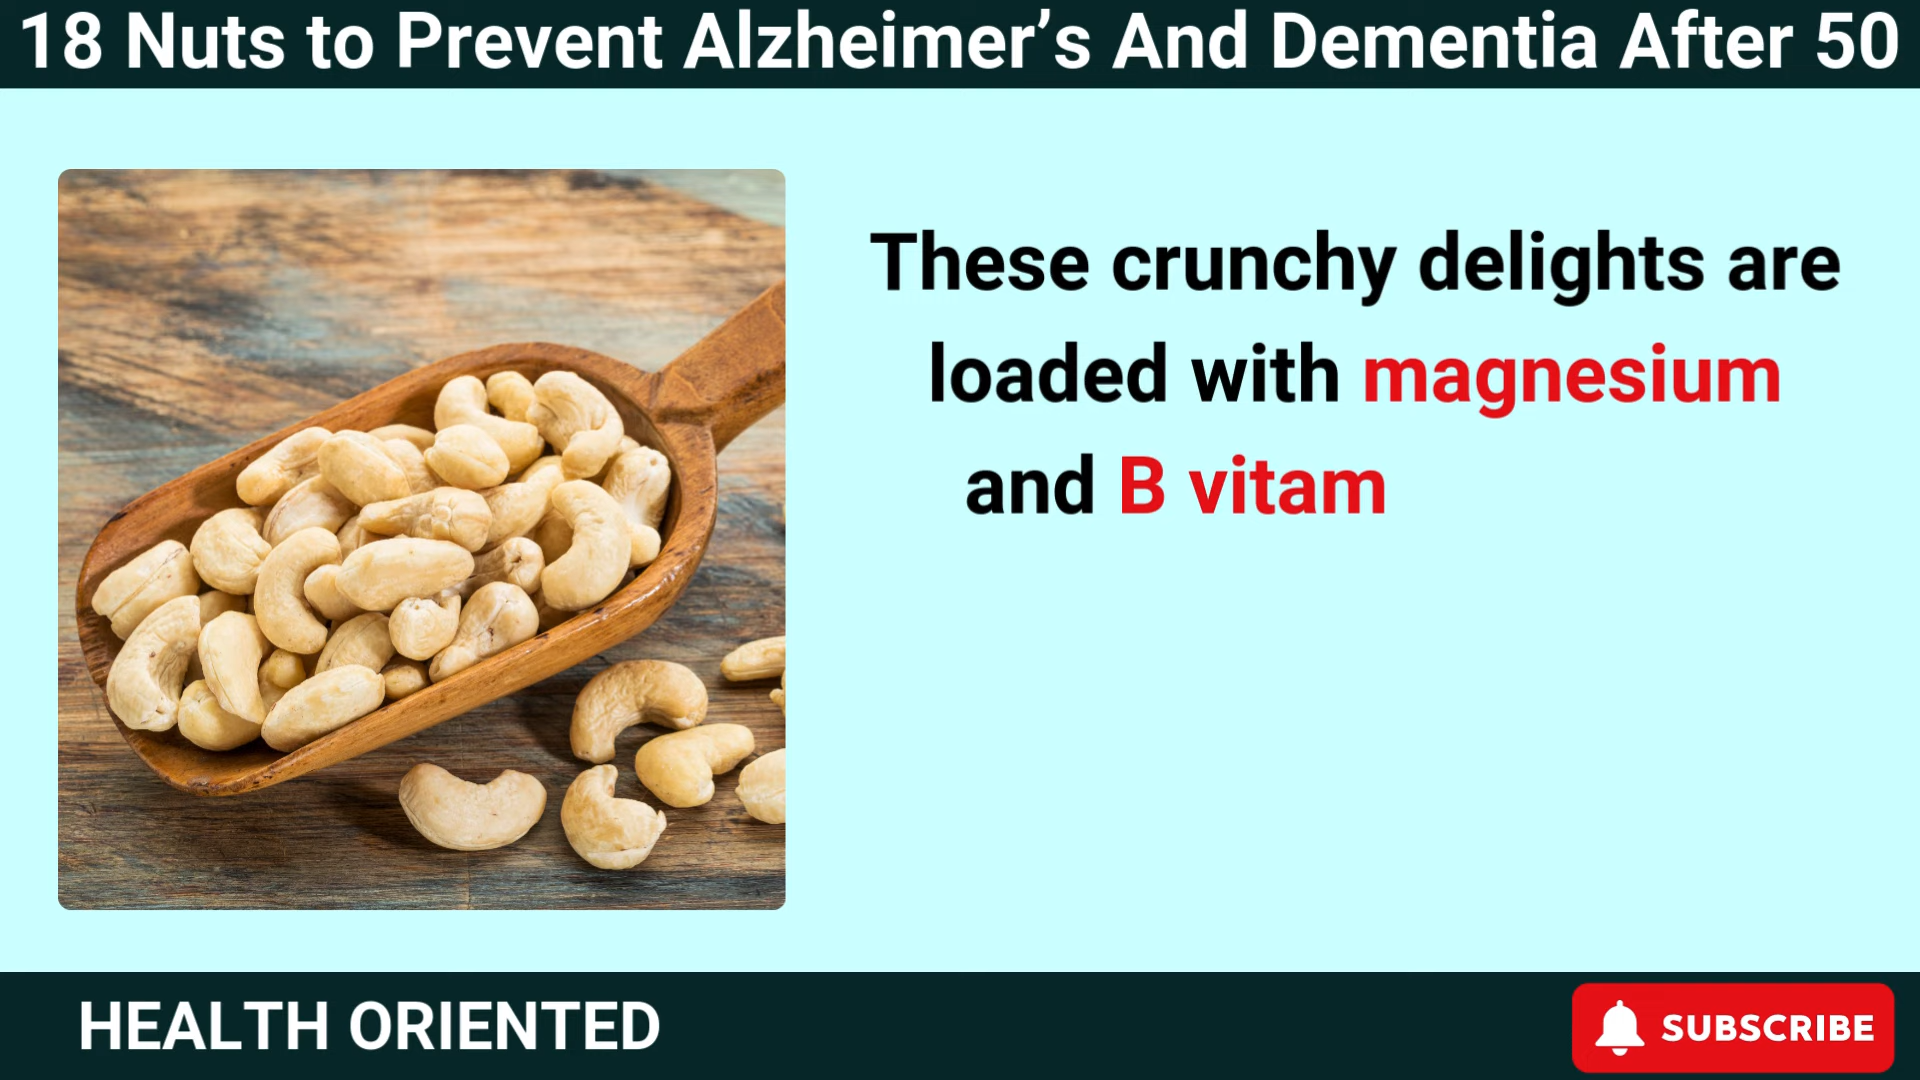 18 Nuts to Prevent Alzheimer’s And Dementia After 50
These crunchy delights are
loaded with magnesium
and B vitam
HEALTH ORIENTED
SUBSCRIBE